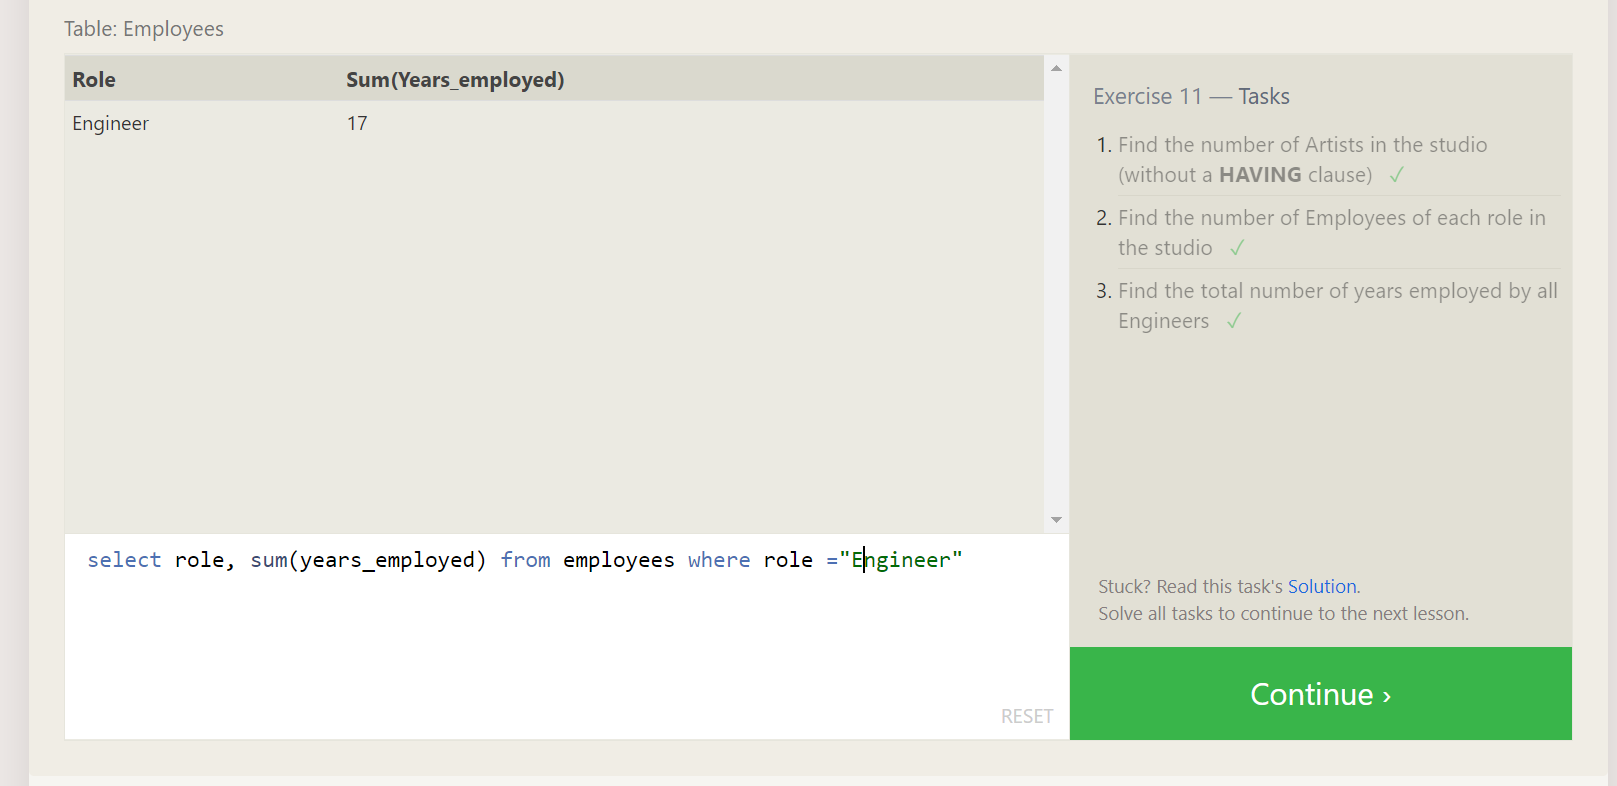 Table: Employees
Role Sum(Years_employed)
Engineer 17
select role, sum(years_employed) from employees where role ="Engineer"
RESET
Exercise 11 — Tasks
1. Find the number of Artists in the studio
(without a HAVING clause) ✓
2. Find the number of Employees of each role in
the studio ✓
3. Find the total number of years employed by all
Engineers ✓
Stuck? Read this task's Solution.
Solve all tasks to continue to the next lesson.
Continue ›